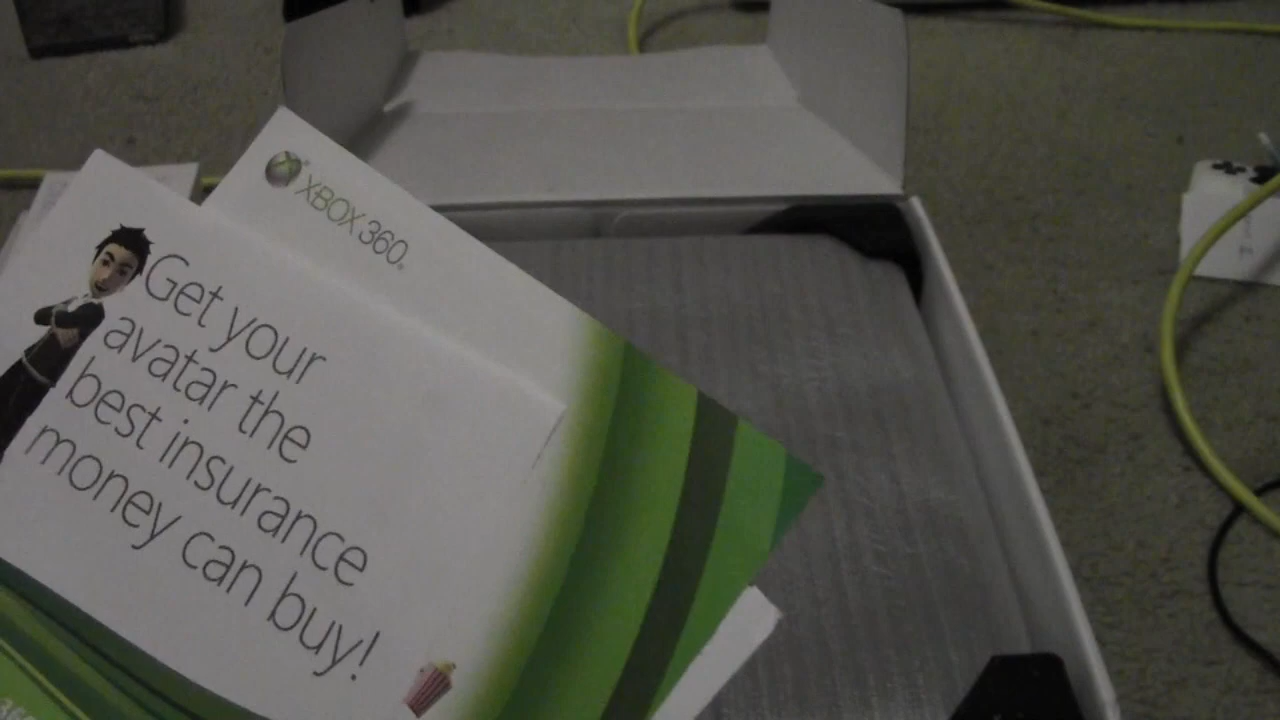 XBOX 360
Get your
avatar the
best insurance
money can buy!